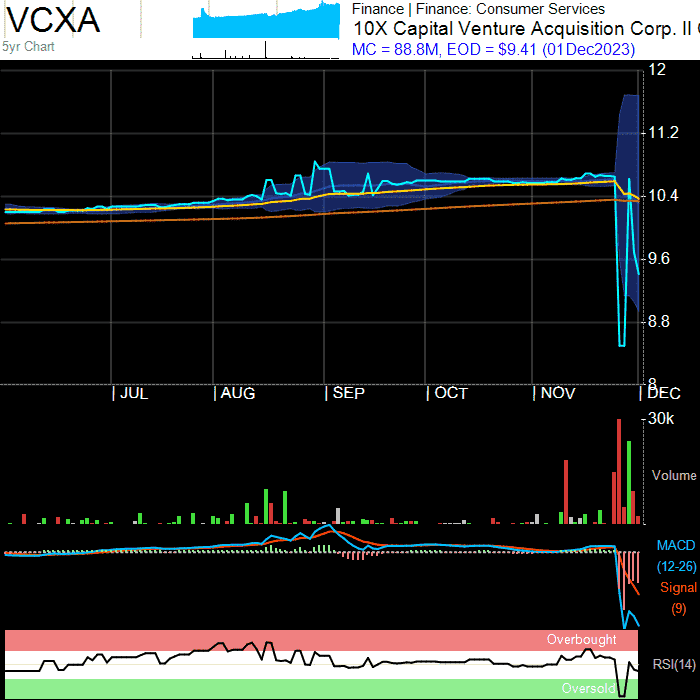 VCXA
5yr Chart
Finance | Finance: Consumer Services
10X Capital Venture Acquisition Corp. II
MC = 88.8M, EOD = $9.41 (01Dec2023)
12
11.2
10.4
9.6
8.8
8
JUL AUG SEP OCT NOV DEC
30k
Volume
MACD
(12-26)
Signal
(9)
Overbought
RSI(14)
Oversold